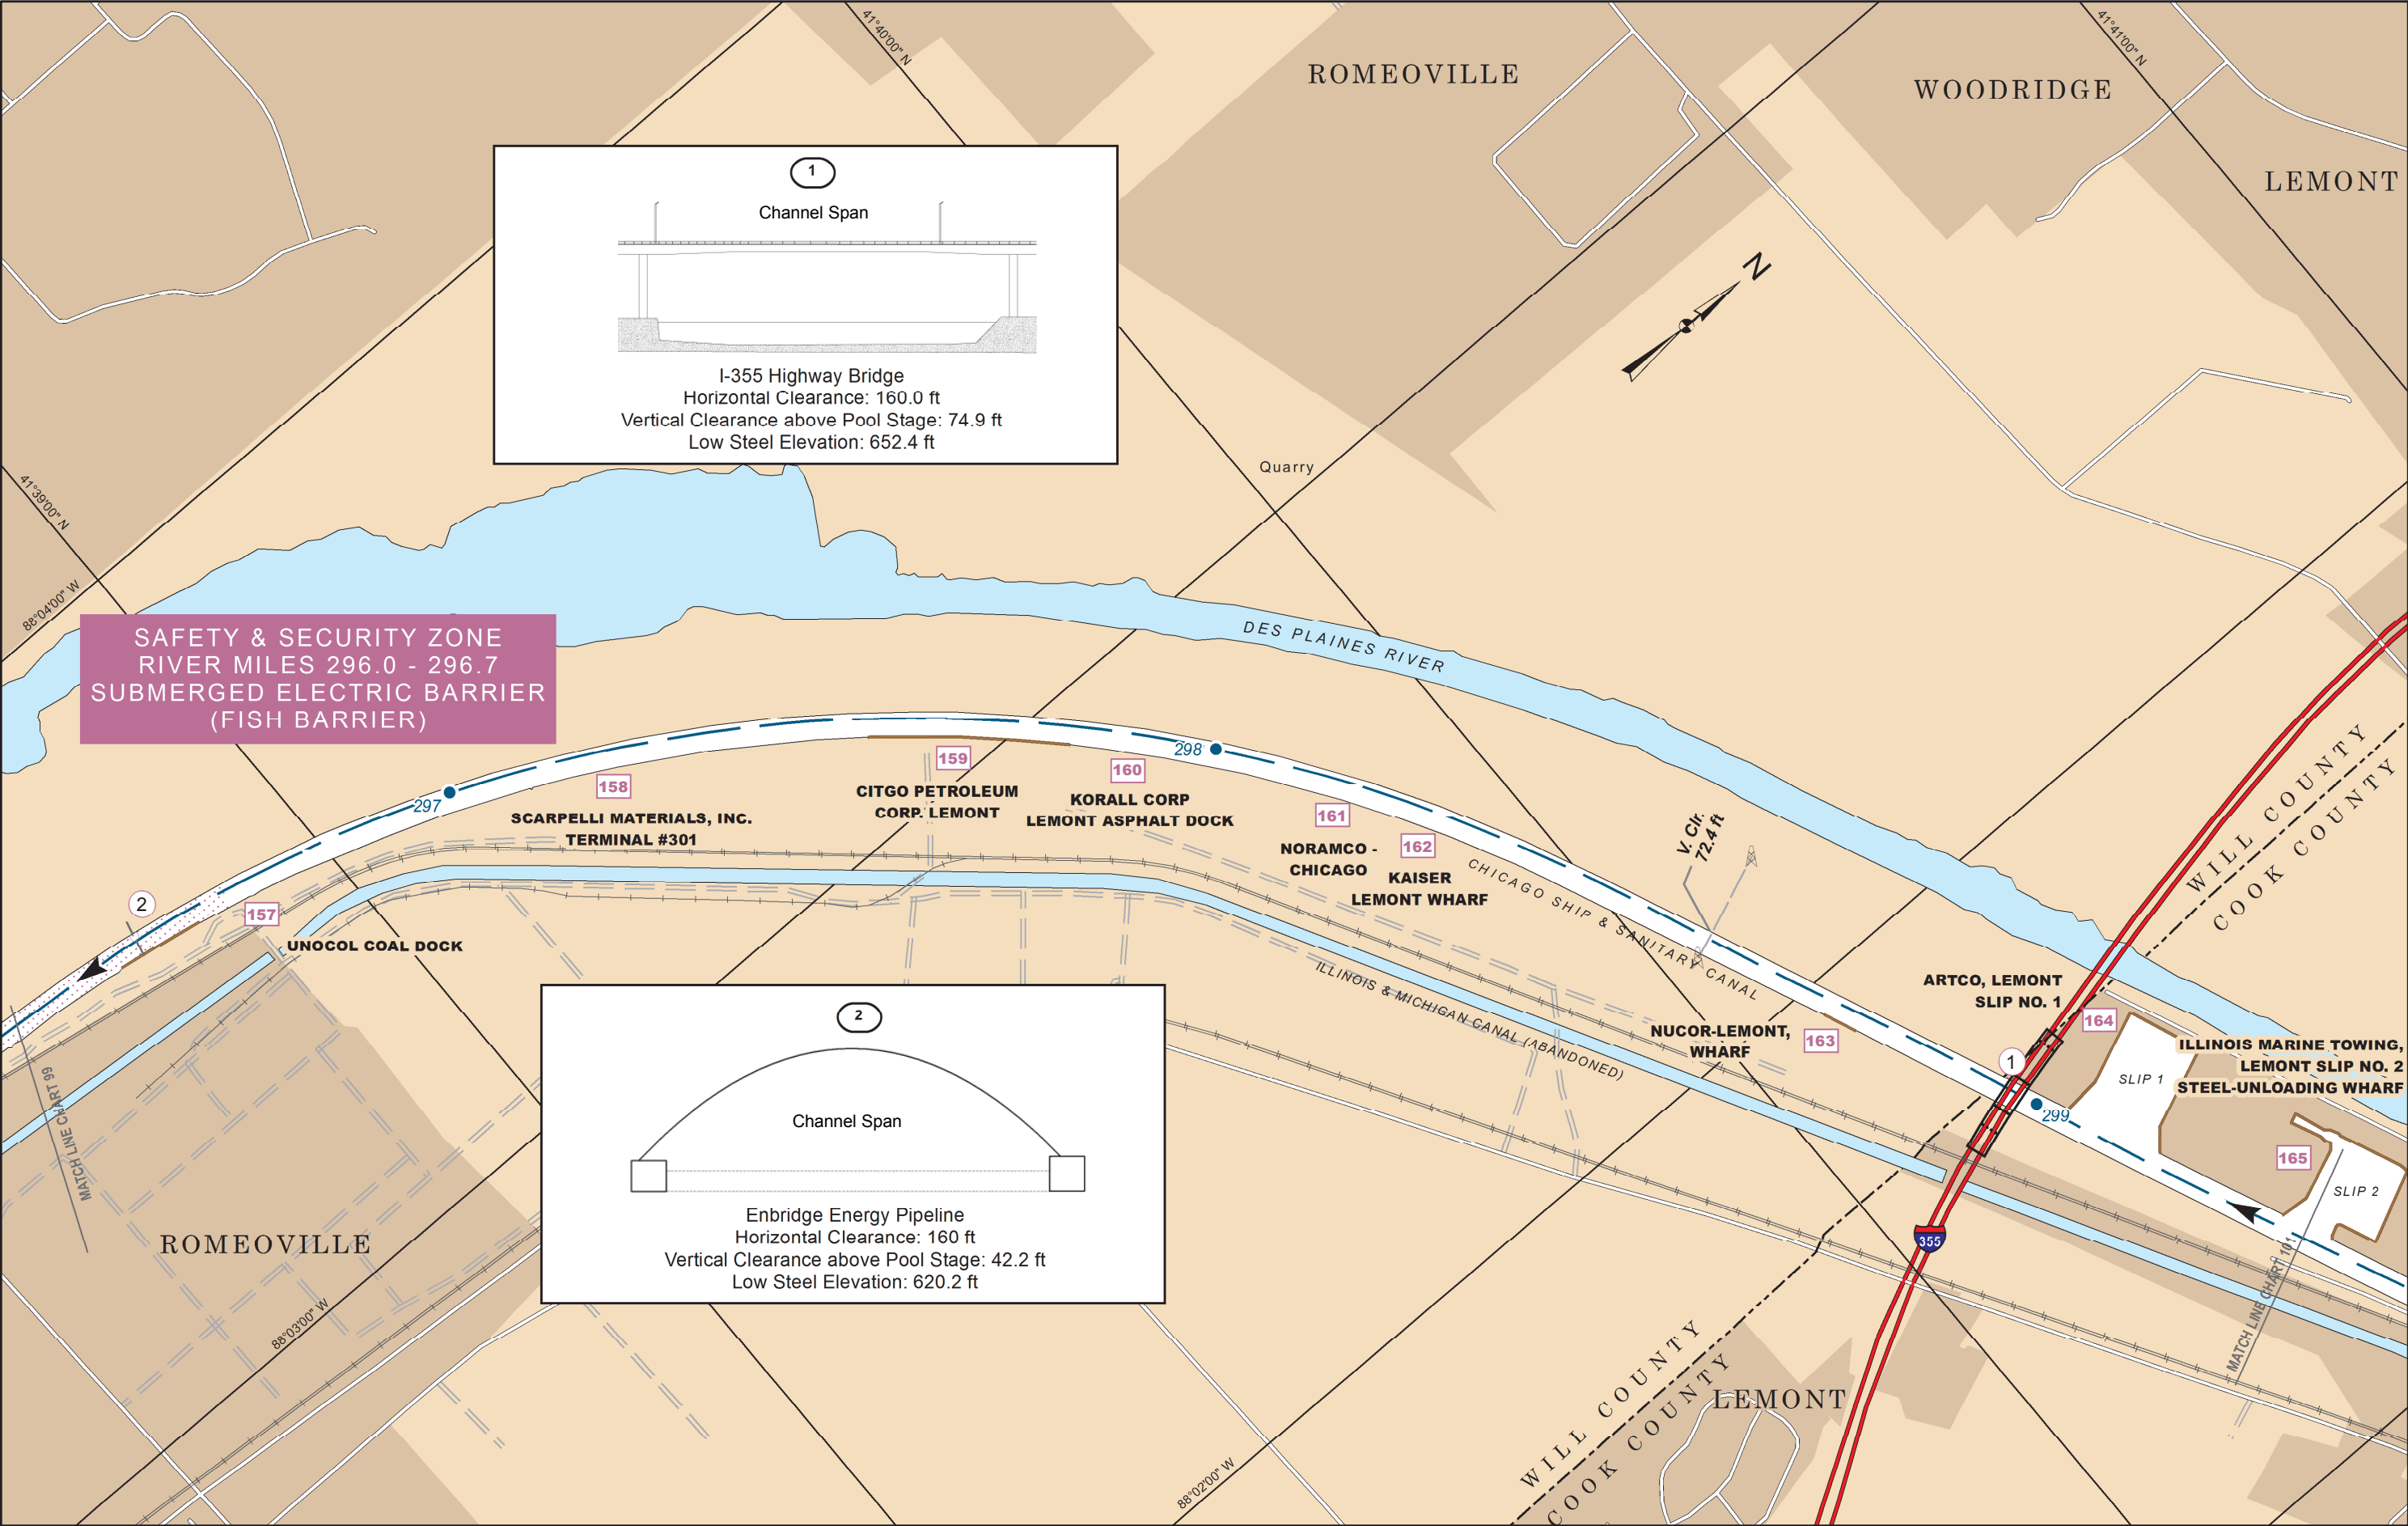 41°40'00" N
41°41'00" N
ROMEOVILLE
WOODRIDGE
LEMONT
1
Channel Span
I-355 Highway Bridge
Horizontal Clearance: 160.0 ft
Vertical Clearance above Pool Stage: 74.9 ft
Low Steel Elevation: 652.4 ft
N
Quarry
41°39'00" N
88°04'00" W
SAFETY & SECURITY ZONE
RIVER MILES 296.0 - 296.7
SUBMERGED ELECTRIC BARRIER
(FISH BARRIER)
DES PLAINES RIVER
297
298
158
SCARPELLI MATERIALS, INC.
TERMINAL #301
159
CITGO PETROLEUM
CORP. LEMONT
160
KORALL CORP
LEMONT ASPHALT DOCK
161
NORAMCO -
CHICAGO
162
KAISER
LEMONT WHARF
V. Clr.
72.4 ft
CHICAGO SHIP & SANITARY CANAL
WILL COUNTY
COOK COUNTY
2
157
UNOCOL COAL DOCK
ILLINOIS & MICHIGAN CANAL (ABANDONED)
NUCOR-LEMONT,
WHARF
163
ARTCO, LEMONT
SLIP NO. 1
164
1
299
SLIP 1
ILLINOIS MARINE TOWING,
LEMONT SLIP NO. 2
STEEL-UNLOADING WHARF
165
SLIP 2
MATCH LINE CHART 99
2
Channel Span
Enbridge Energy Pipeline
Horizontal Clearance: 160 ft
Vertical Clearance above Pool Stage: 42.2 ft
Low Steel Elevation: 620.2 ft
ROMEOVILLE
88°03'00" W
355
MATCH LINE CHART 101
WILL COUNTY
COOK COUNTY
LEMONT
88°02'00" W